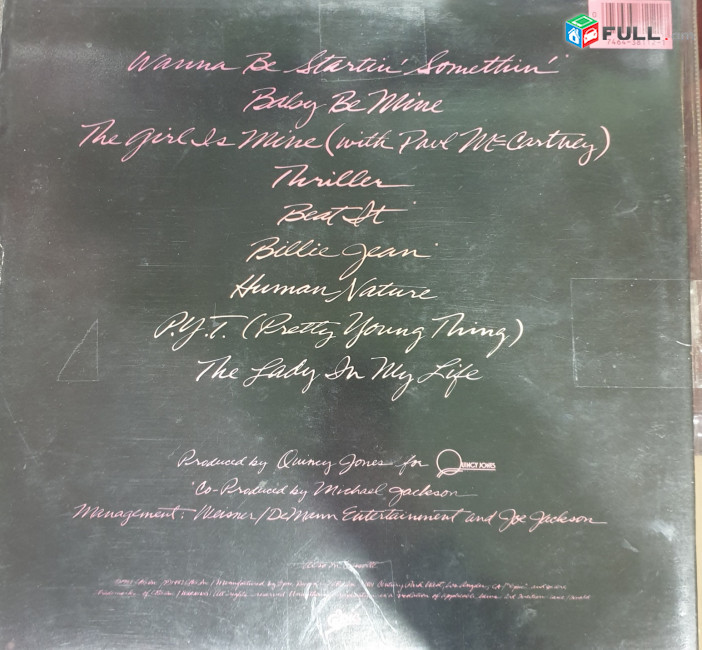 FULL
Wanna Be Startin' Somethin'
Baby Be Mine
The Girl Is Mine (with Paul McCartney)
Thriller
Beat It
Billie Jean
Human Nature
P.Y.T. (Pretty Young Thing)
The Lady In My Life
Produced by Quincy Jones for QUINCY JONES
Co-Produced by Michael Jackson
Management: Weisner/DeMann Entertainment and Joe Jackson